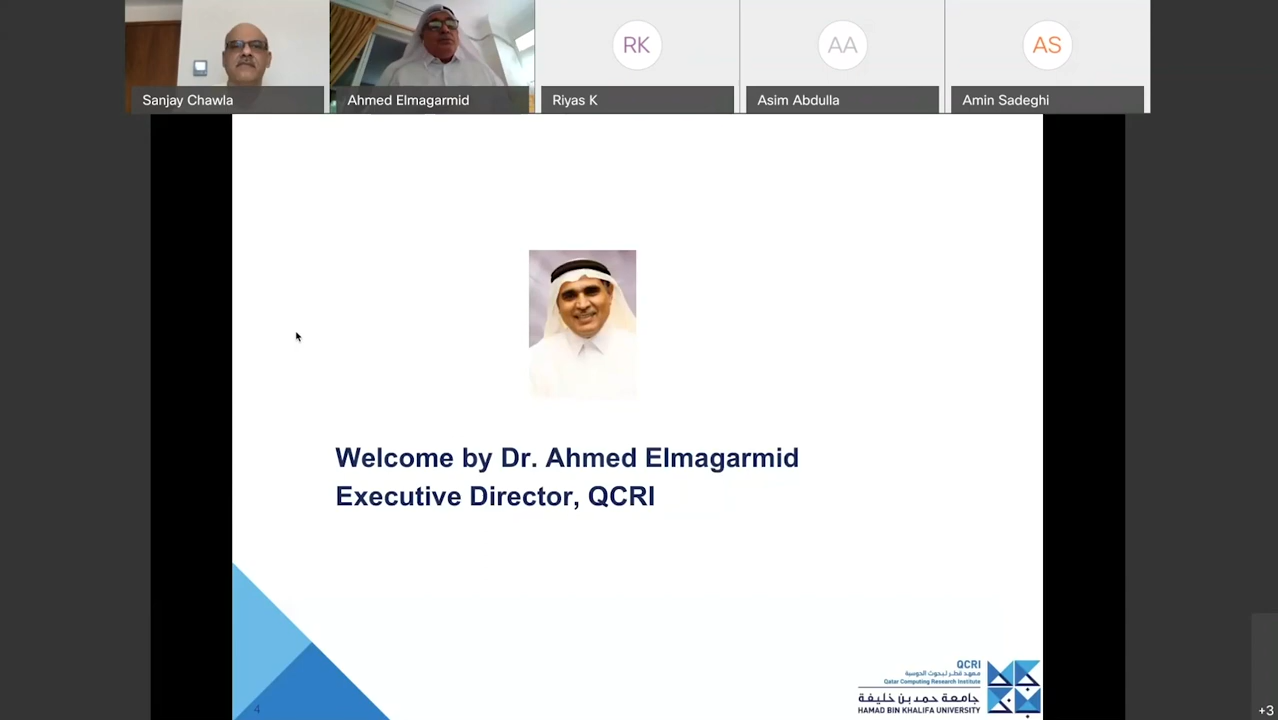 Sanjay Chawla
Ahmed Elmagarmid
RK
Riyas K
AA
Asim Abdulla
AS
Amin Sadeghi
Welcome by Dr. Ahmed Elmagarmid
Executive Director, QCRI
4
QCRI
معهد قطر لبحوث الحوسبة
Qatar Computing Research Institute
جامعة حمد بن خليفة
HAMAD BIN KHALIFA UNIVERSITY
+3